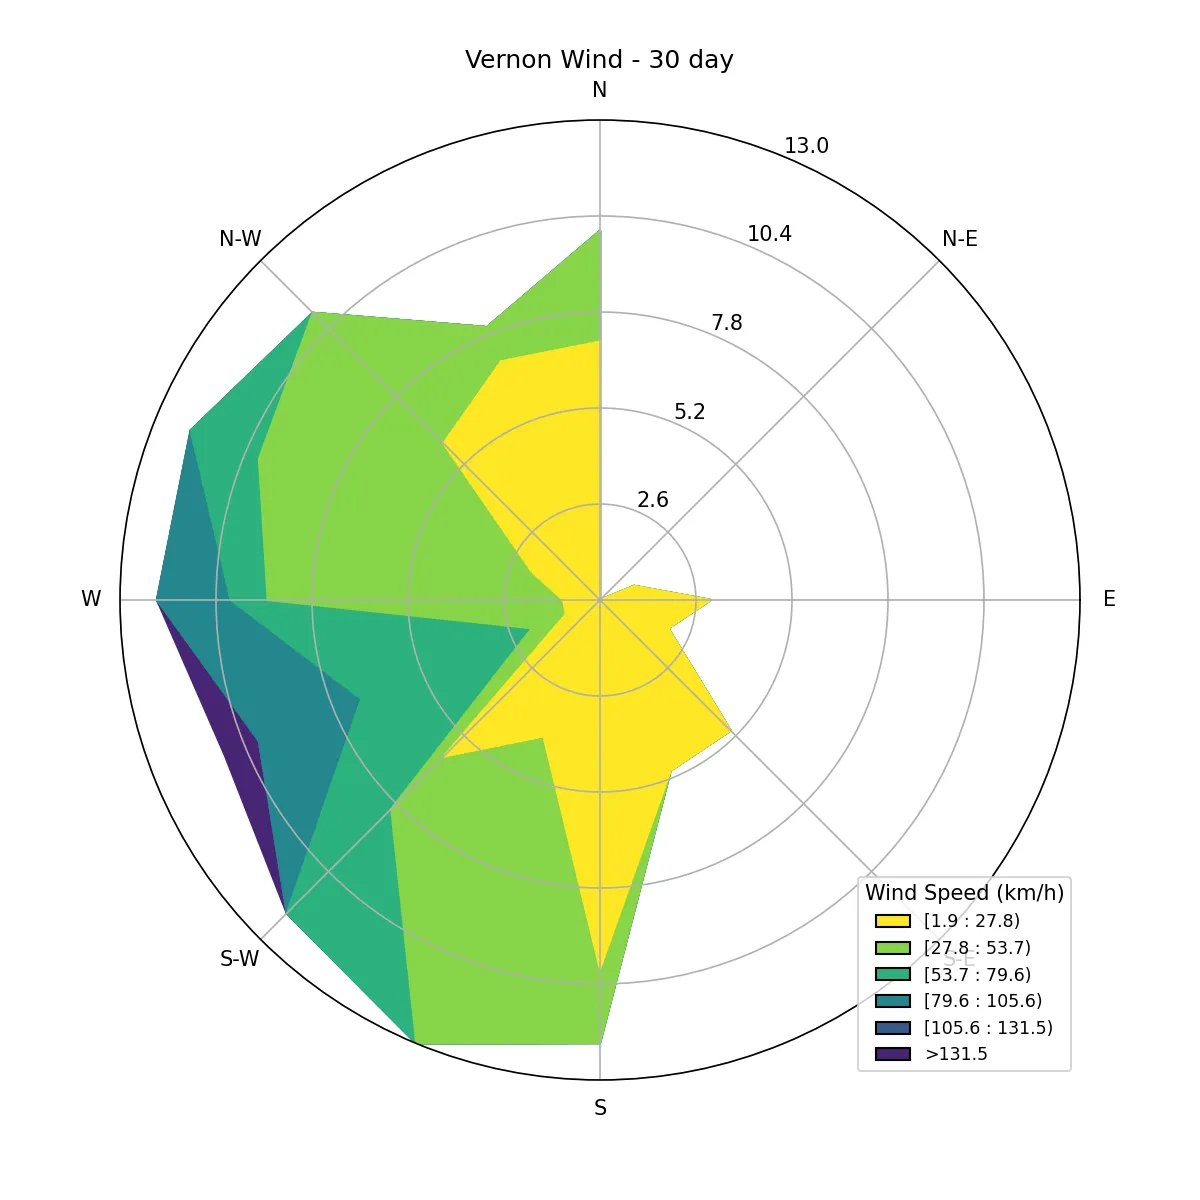 Vernon Wind - 30 day
N
13.0
10.4
N-W
N-E
7.8
5.2
2.6
W
E
Wind Speed (km/h)
[1.9 : 27.8)
[27.8 : 53.7)
S-W
S-E
[53.7 : 79.6)
[79.6 : 105.6)
[105.6 : 131.5)
>131.5
S